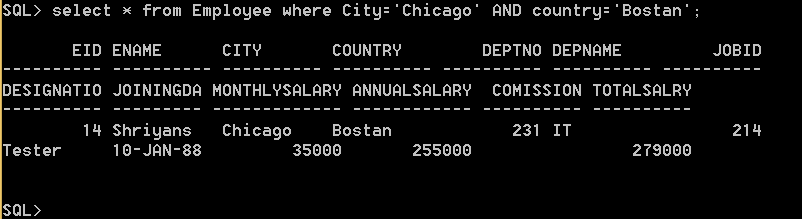 SQL> select * from Employee where City='Chicago' AND country='Bostan';
EID ENAME CITY COUNTRY DEPTNO DEPNAME JOBID
---------- ---------- ---------- ---------- ---------- ---------- ----------
DESIGNATIO JOININGDA MONTHLYSALARY ANNUALSALARY COMISSION TOTALSALRY
---------- --------- ------------- ------------ ---------- ----------
14 Shriyans Chicago Bostan 231 IT 214
Tester 10-JAN-88 35000 255000 279000
SQL>